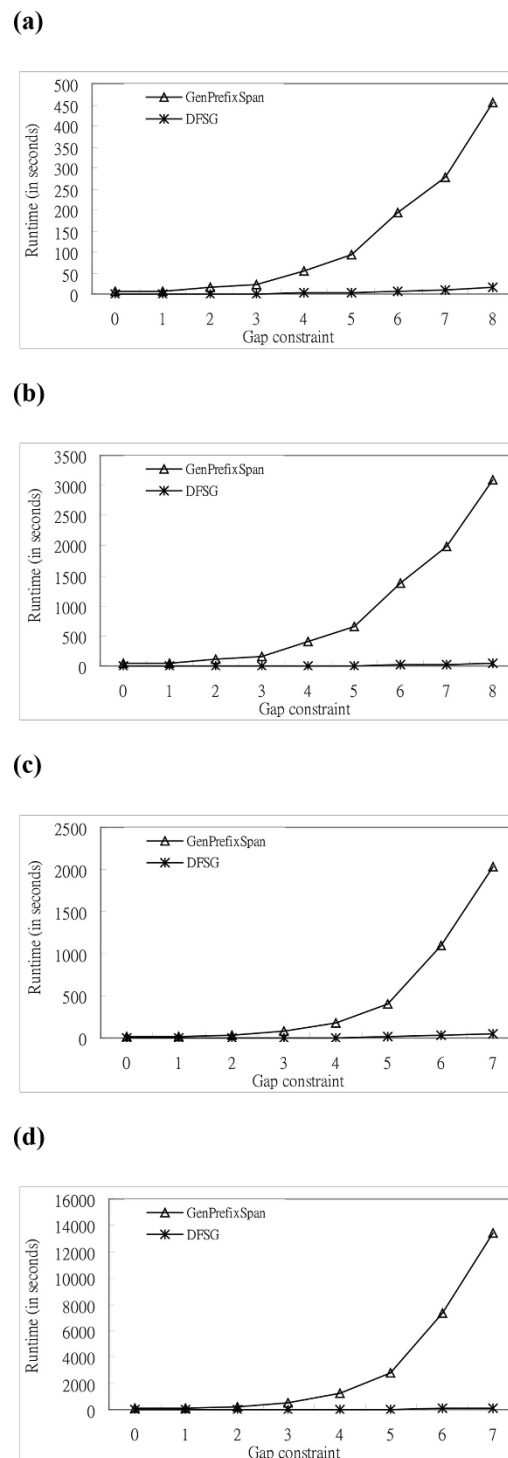 (a)
500
450
400
350
300
250
200
150
100
50
0
Runtime (in seconds)
GenPrefixSpan
DFSG
0 1 2 3 4 5 6 7 8
Gap constraint
(b)
3500
3000
2500
2000
1500
1000
500
0
Runtime (in seconds)
GenPrefixSpan
DFSG
0 1 2 3 4 5 6 7 8
Gap constraint
(c)
2500
2000
1500
1000
500
0
Runtime (in seconds)
GenPrefixSpan
DFSG
0 1 2 3 4 5 6 7
Gap constraint
(d)
16000
14000
12000
10000
8000
6000
4000
2000
0
Runtime (in seconds)
GenPrefixSpan
DFSG
0 1 2 3 4 5 6 7
Gap constraint